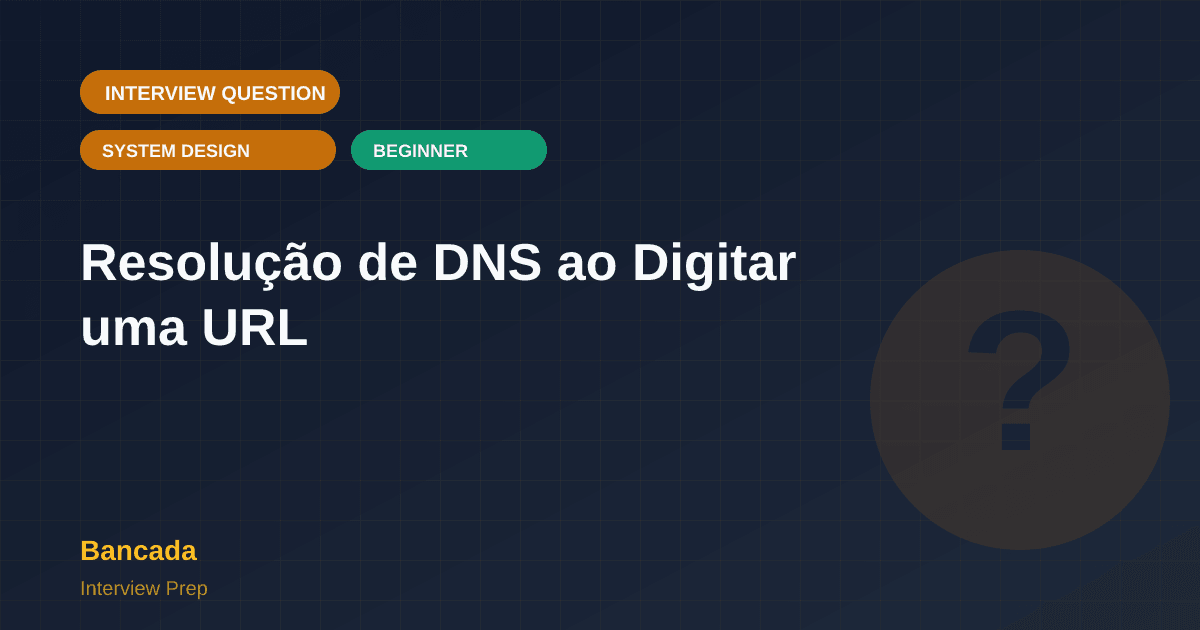 INTERVIEW QUESTION
SYSTEM DESIGN
BEGINNER
Resolução de DNS ao Digitar
uma URL
?
Bancada
Interview Prep